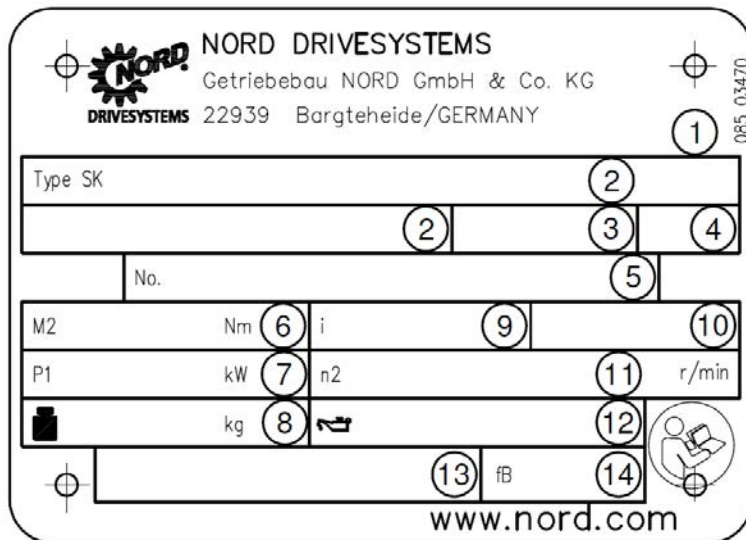 NORD DRIVESYSTEMS
NORD
DRIVESYSTEMS
Getriebebau NORD GmbH & Co. KG
22939 Bargteheide/GERMANY
085 03470
1
Type SK 2
2 3 4
No. 5
M2 Nm 6 i 9 10
P1 kW 7 n2 11 r/min
kg 8 12
13 fB 14
www.nord.com